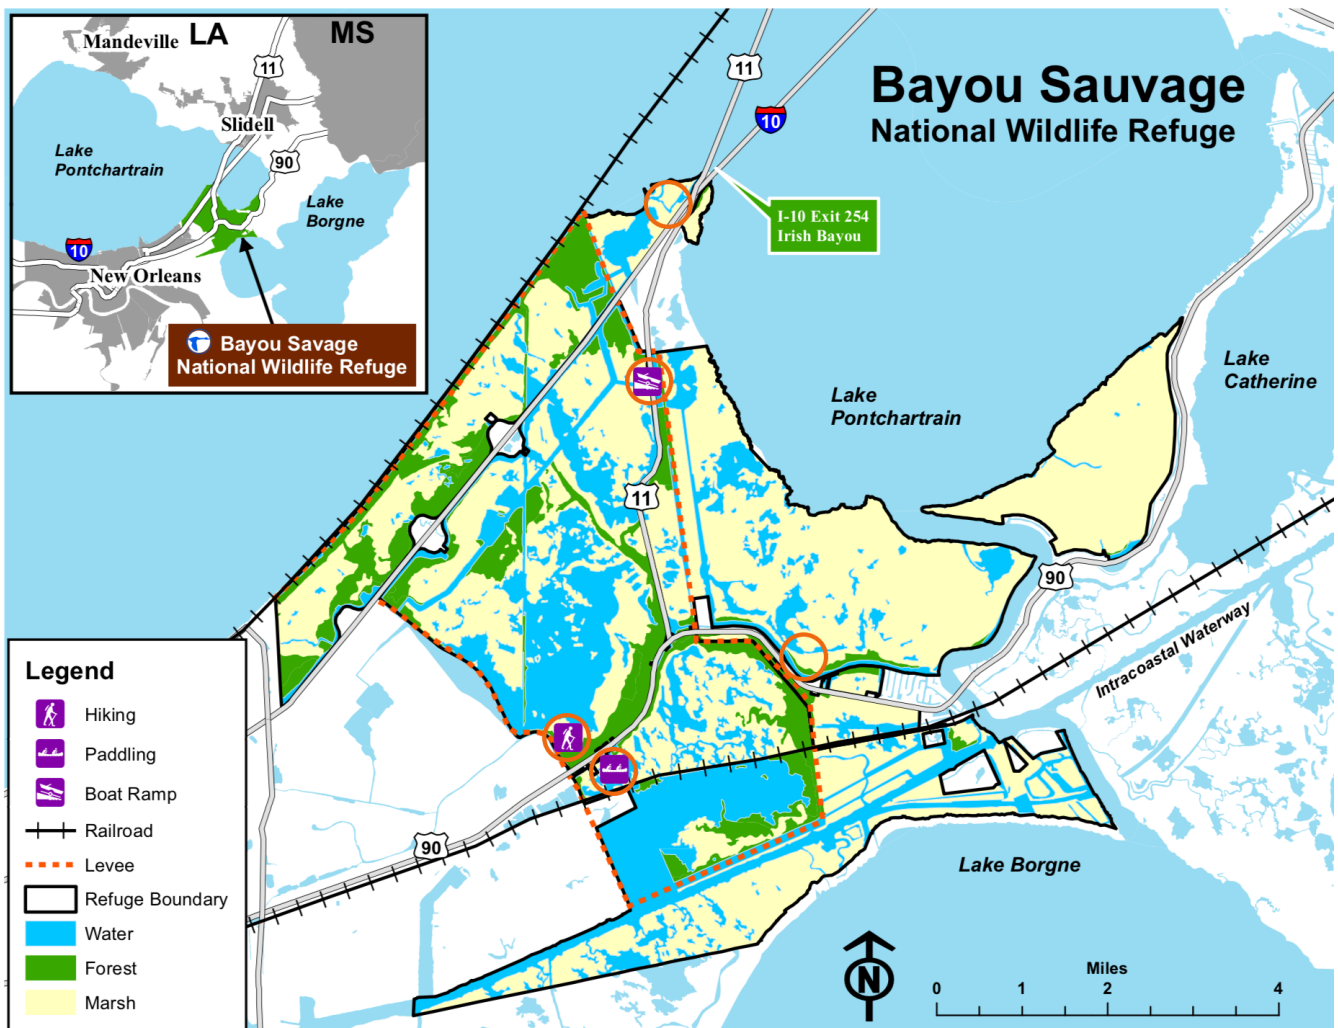 Mandeville
LA
MS
11
Slidell
90
Lake
Pontchartrain
Lake
Borgne
10
New Orleans
Bayou Savage
National Wildlife Refuge
11
10
Bayou Sauvage
National Wildlife Refuge
I-10 Exit 254
Irish Bayou
Lake
Catherine
Lake
Pontchartrain
11
90
Intracoastal Waterway
90
Lake Borgne
Legend
Hiking
Paddling
Boat Ramp
Railroad
Levee
Refuge Boundary
Water
Forest
Marsh
N
Miles
0 1 2 4